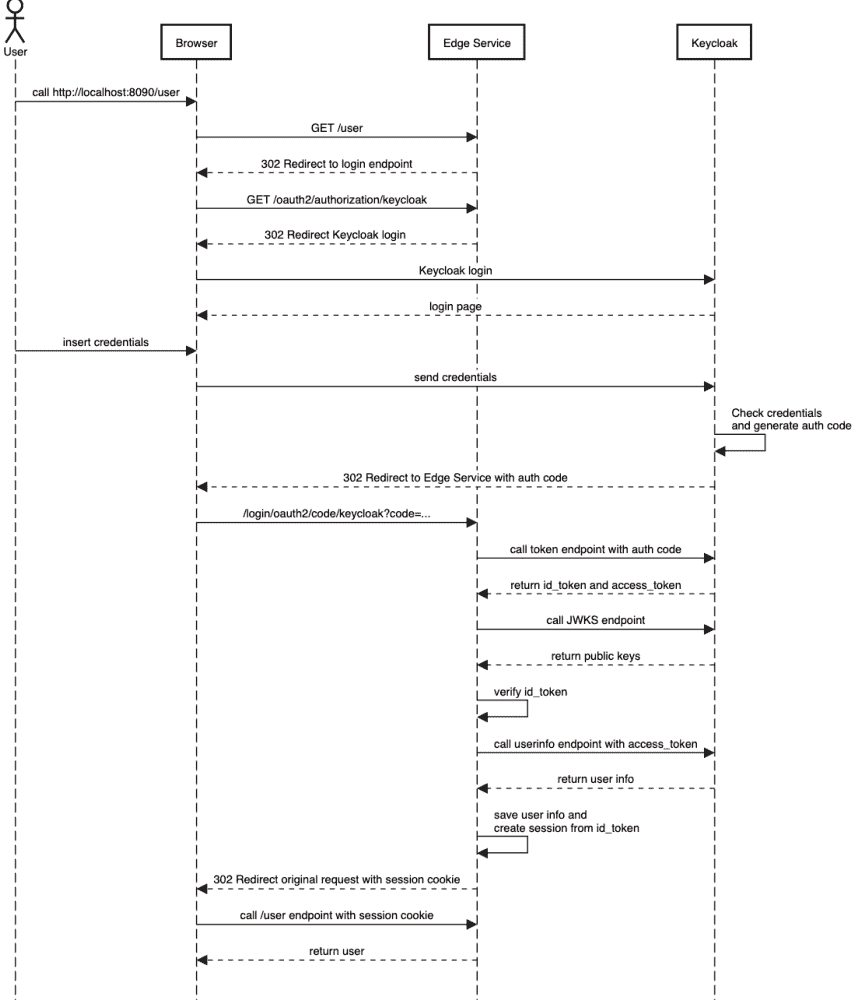 User
Browser
Edge Service
Keycloak
call http://localhost:8090/user
GET /user
302 Redirect to login endpoint
GET /oauth2/authorization/keycloak
302 Redirect Keycloak login
Keycloak login
login page
insert credentials
send credentials
Check credentials
and generate auth code
302 Redirect to Edge Service with auth code
/login/oauth2/code/keycloak?code=...
call token endpoint with auth code
return id_token and access_token
call JWKS endpoint
return public keys
verify id_token
call userinfo endpoint with access_token
return user info
save user info and
create session from id_token
302 Redirect original request with session cookie
call /user endpoint with session cookie
return user